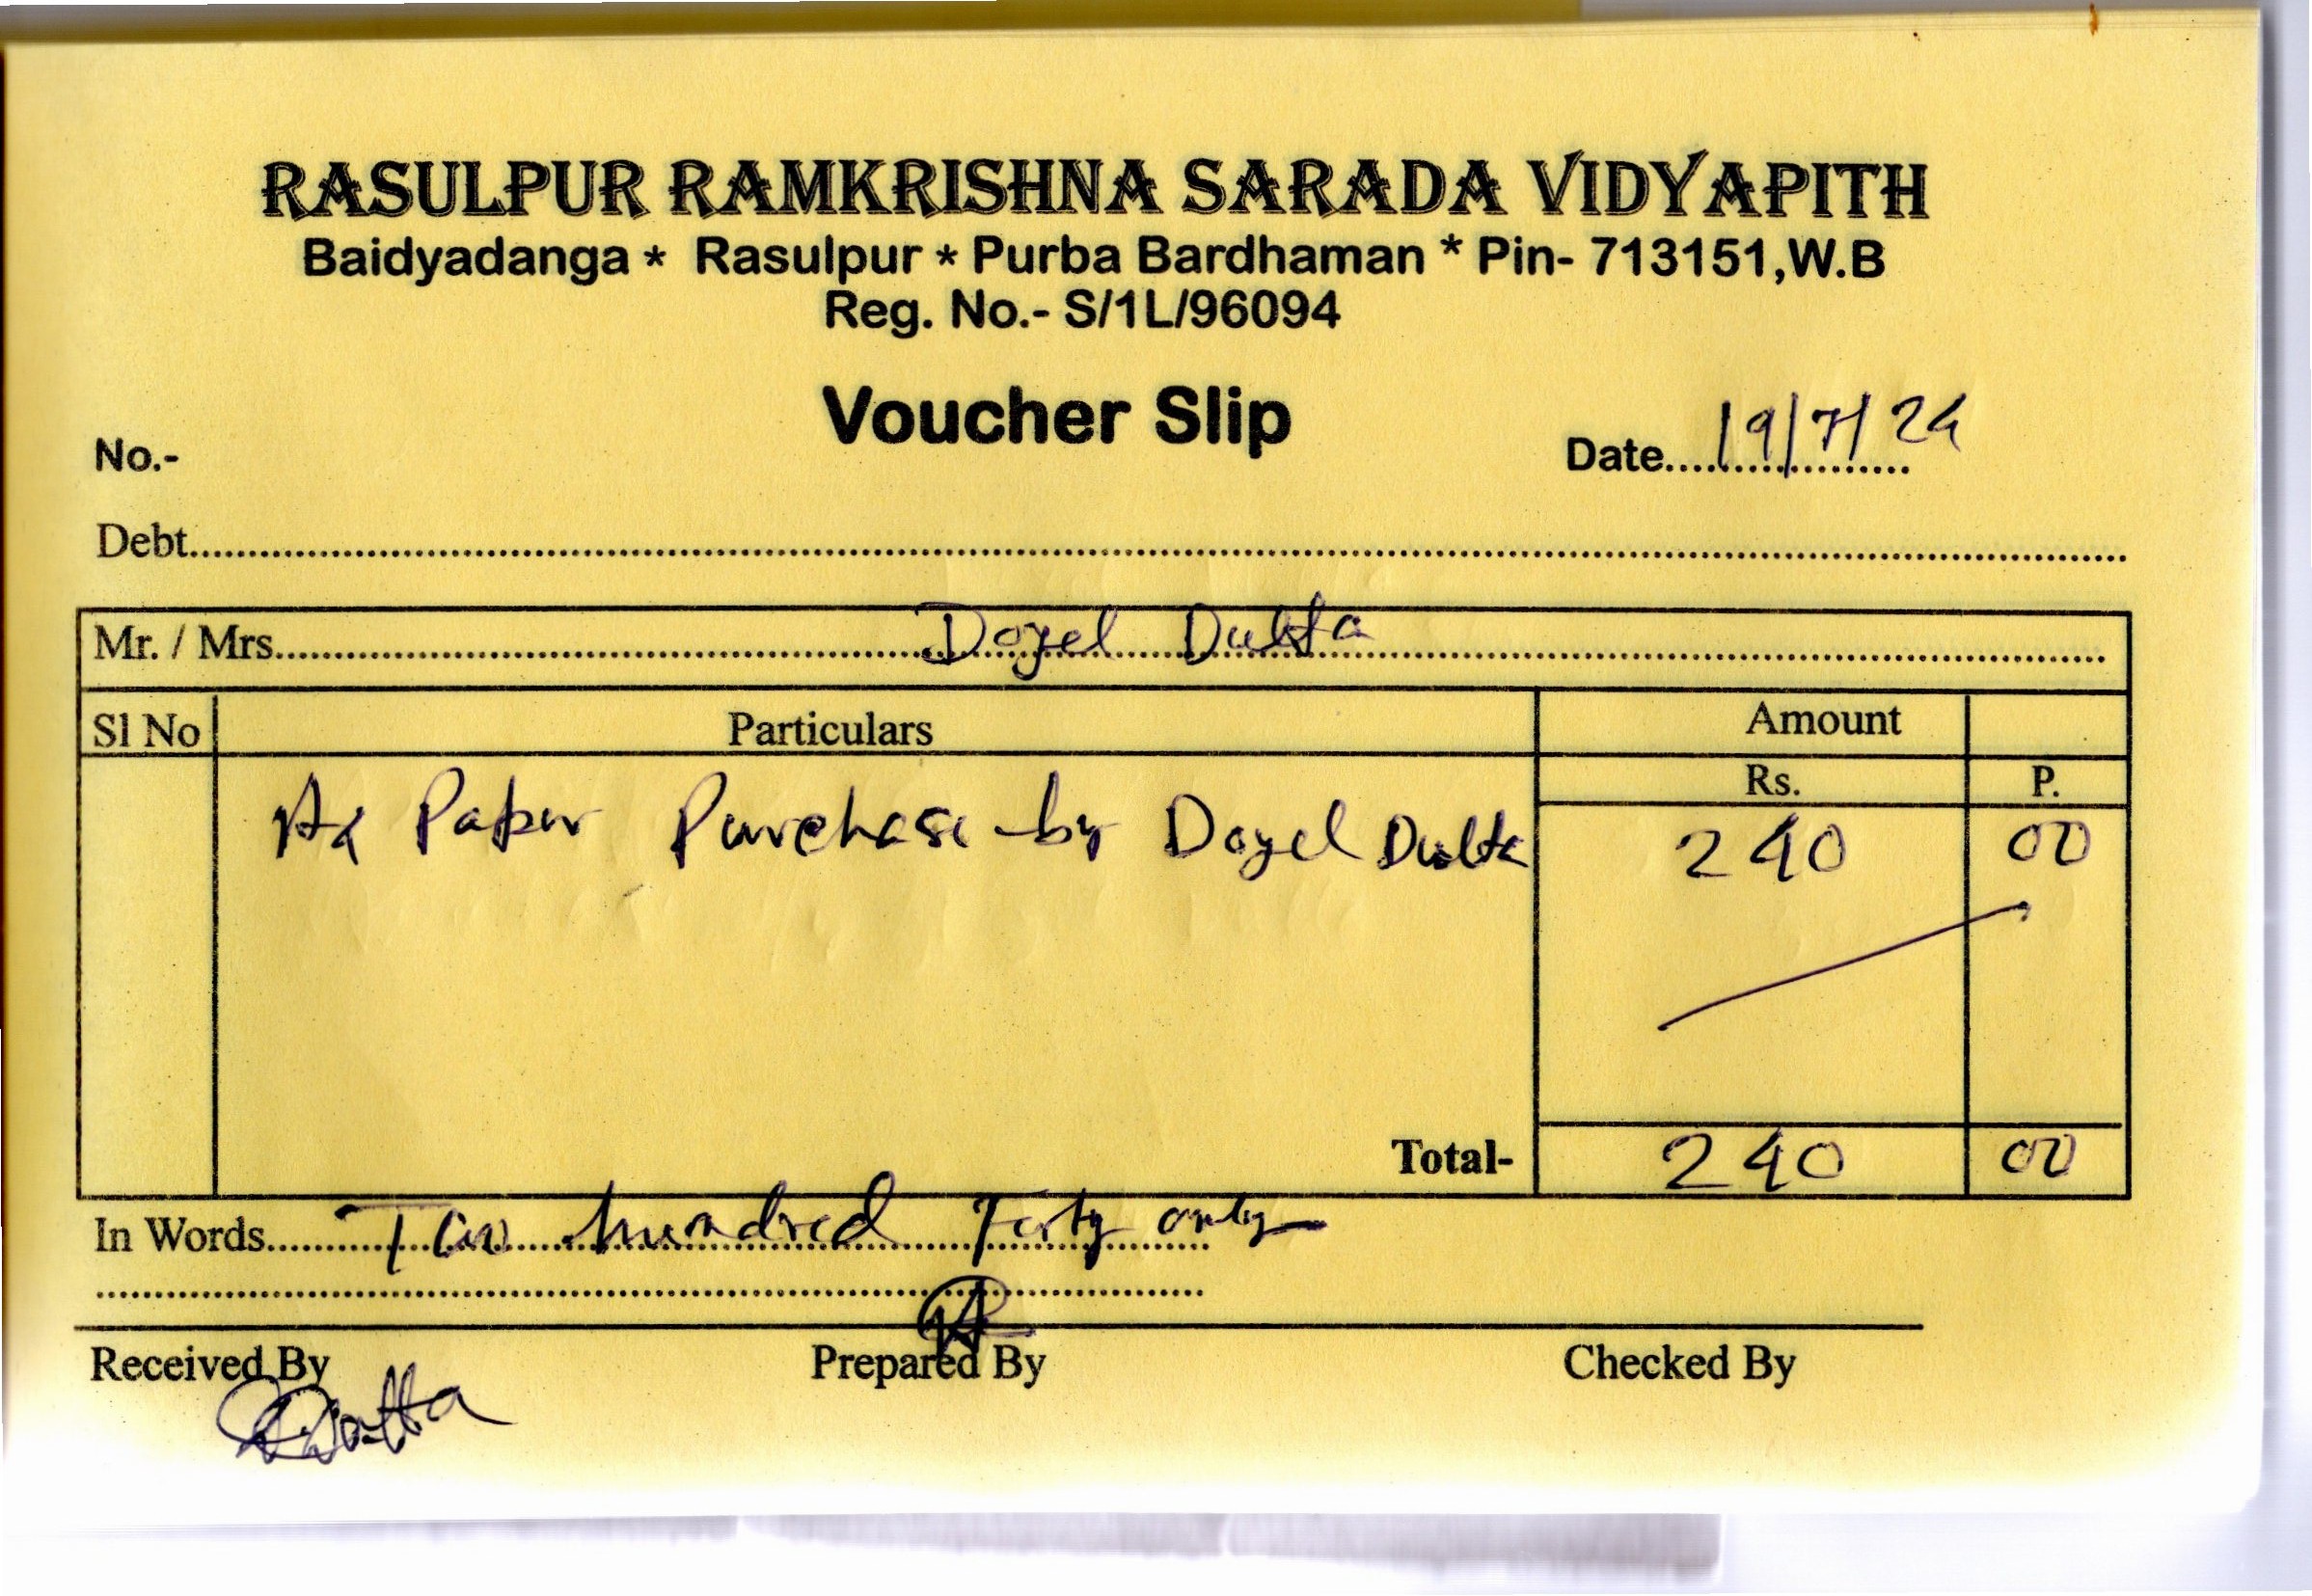 RASULPUR RAMKRISHNA SARADA VIDYAPITH
Baidyadanga * Rasulpur * Purba Bardhaman * Pin- 713151,W.B
Reg. No.- S/1L/96094
Voucher Slip
No.-
Date....19/7/24
Debt
Mr. / Mrs. Doyel Dutta
Sl No Particulars Amount
Rs. P.
A4 Paper Purchase by Doyel Dutta 240 00
Total- 240 00
In Words Two hundred Forty only
Received By Prepared By Checked By
Dutta